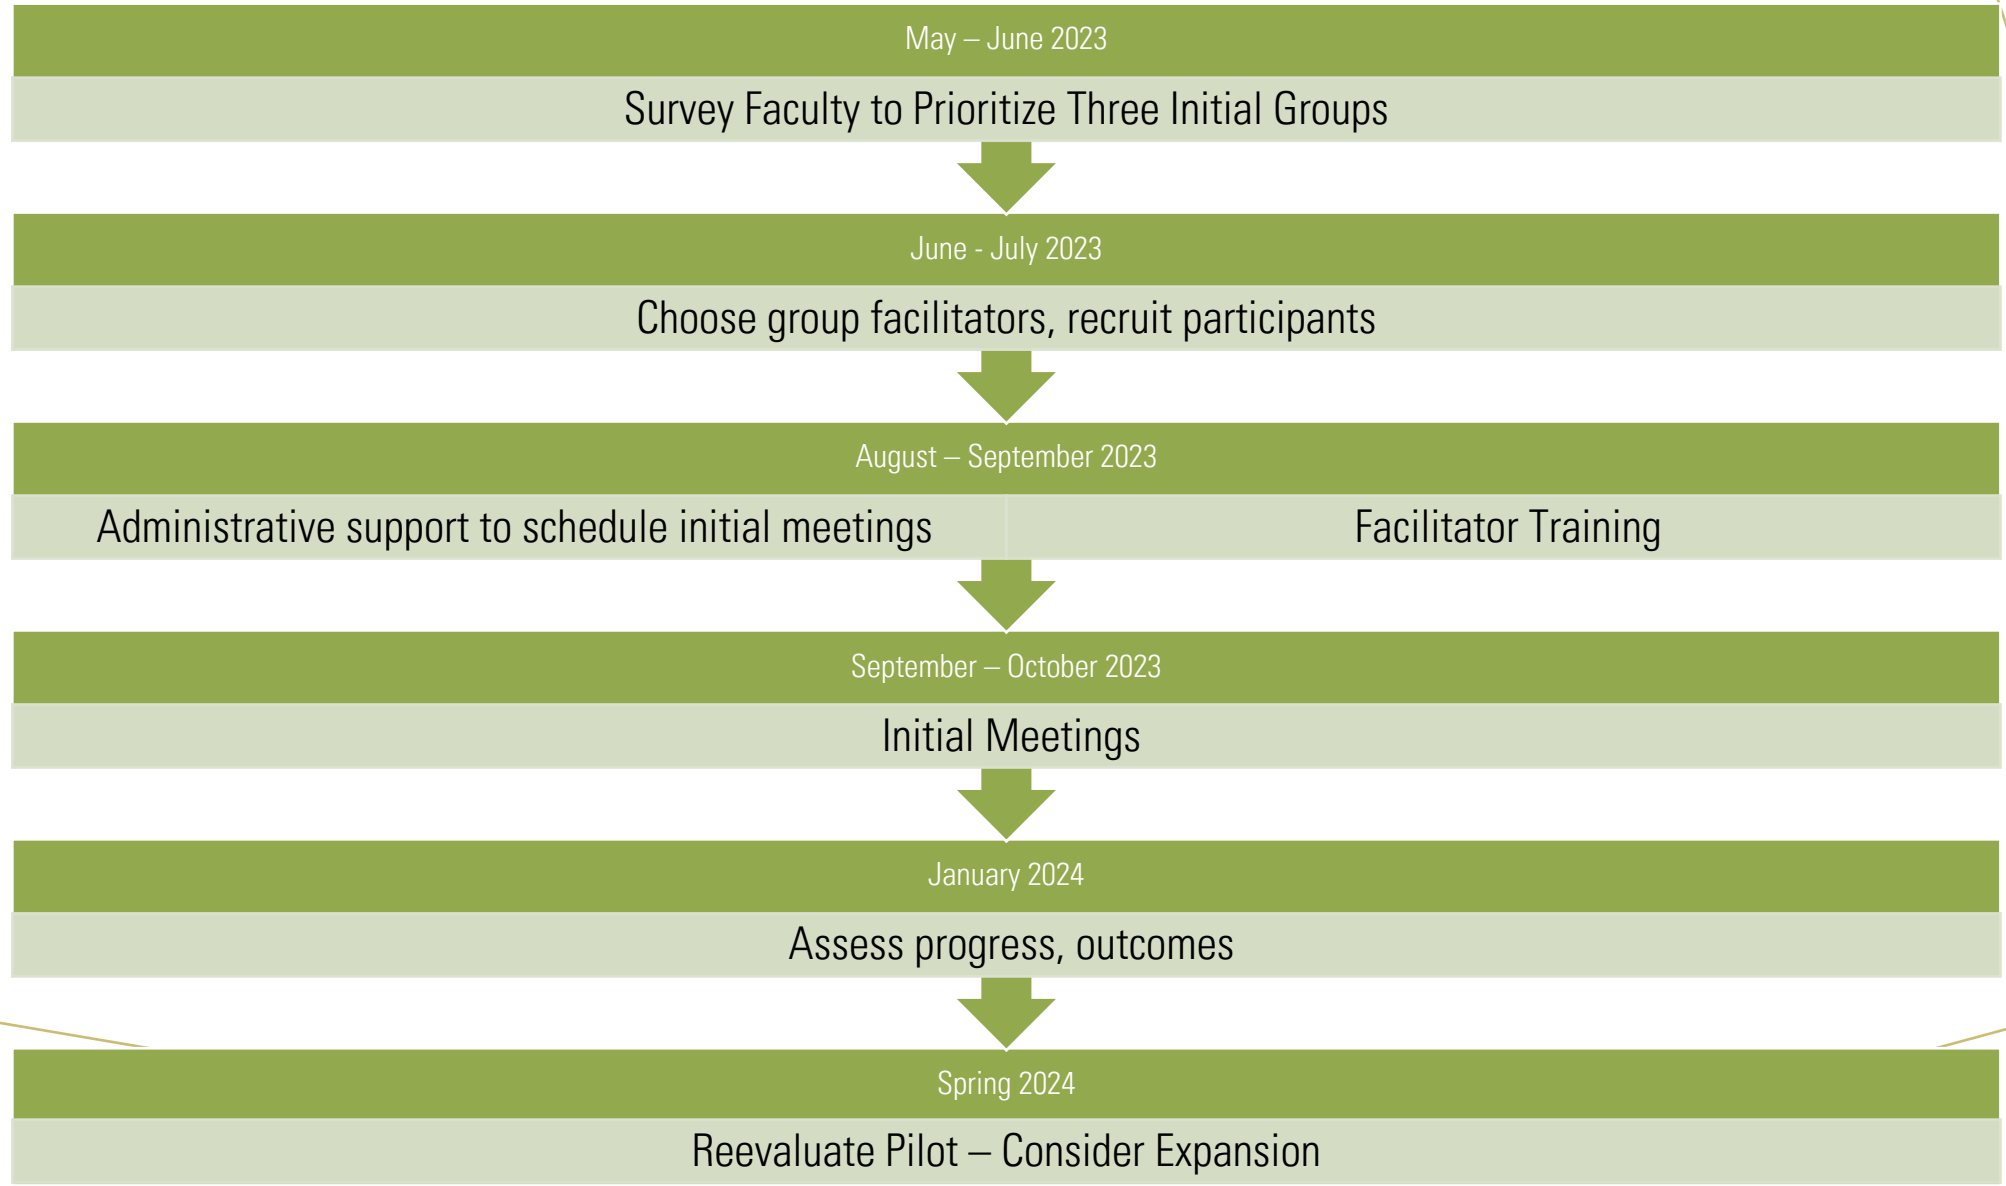 May – June 2023
Survey Faculty to Prioritize Three Initial Groups
June - July 2023
Choose group facilitators, recruit participants
August – September 2023
Administrative support to schedule initial meetings
Facilitator Training
September – October 2023
Initial Meetings
January 2024
Assess progress, outcomes
Spring 2024
Reevaluate Pilot – Consider Expansion